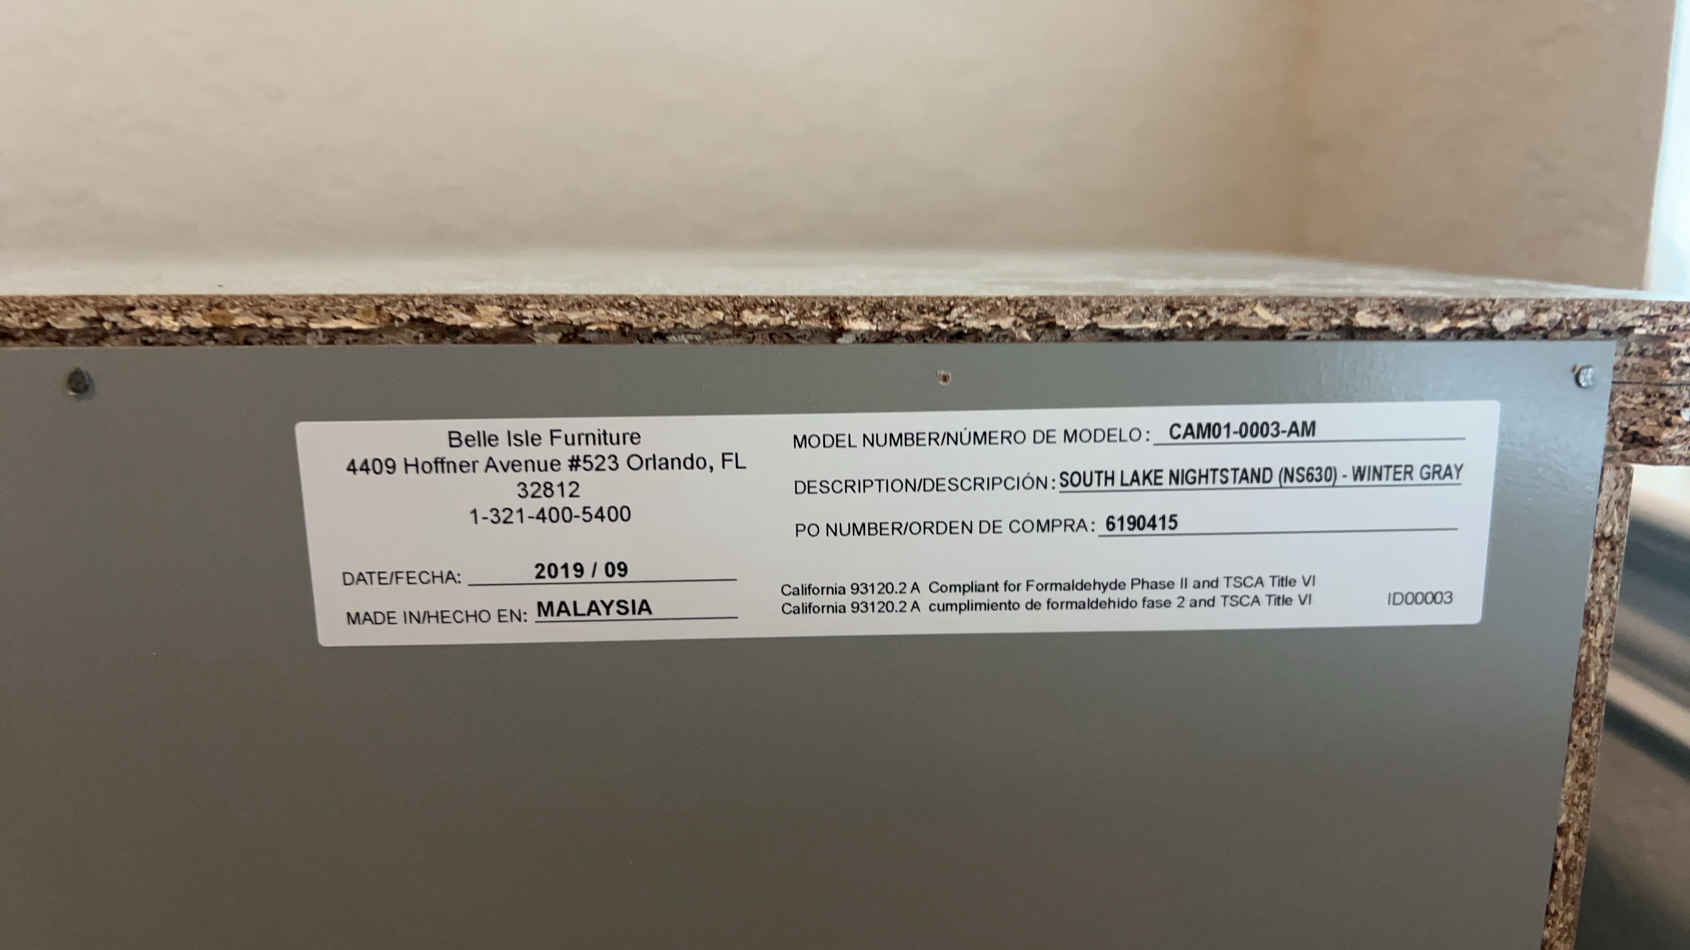 Belle Isle Furniture
4409 Hoffner Avenue #523 Orlando, FL
32812
1-321-400-5400
DATE/FECHA: 2019 / 09
MADE IN/HECHO EN: MALAYSIA
MODEL NUMBER/NÚMERO DE MODELO: CAM01-0003-AM
DESCRIPTION/DESCRIPCIÓN: SOUTH LAKE NIGHTSTAND (NS630) - WINTER GRAY
PO NUMBER/ORDEN DE COMPRA: 6190415
California 93120.2 A Compliant for Formaldehyde Phase II and TSCA Title VI
California 93120.2 A cumplimiento de formaldehido fase 2 and TSCA Title VI
ID00003